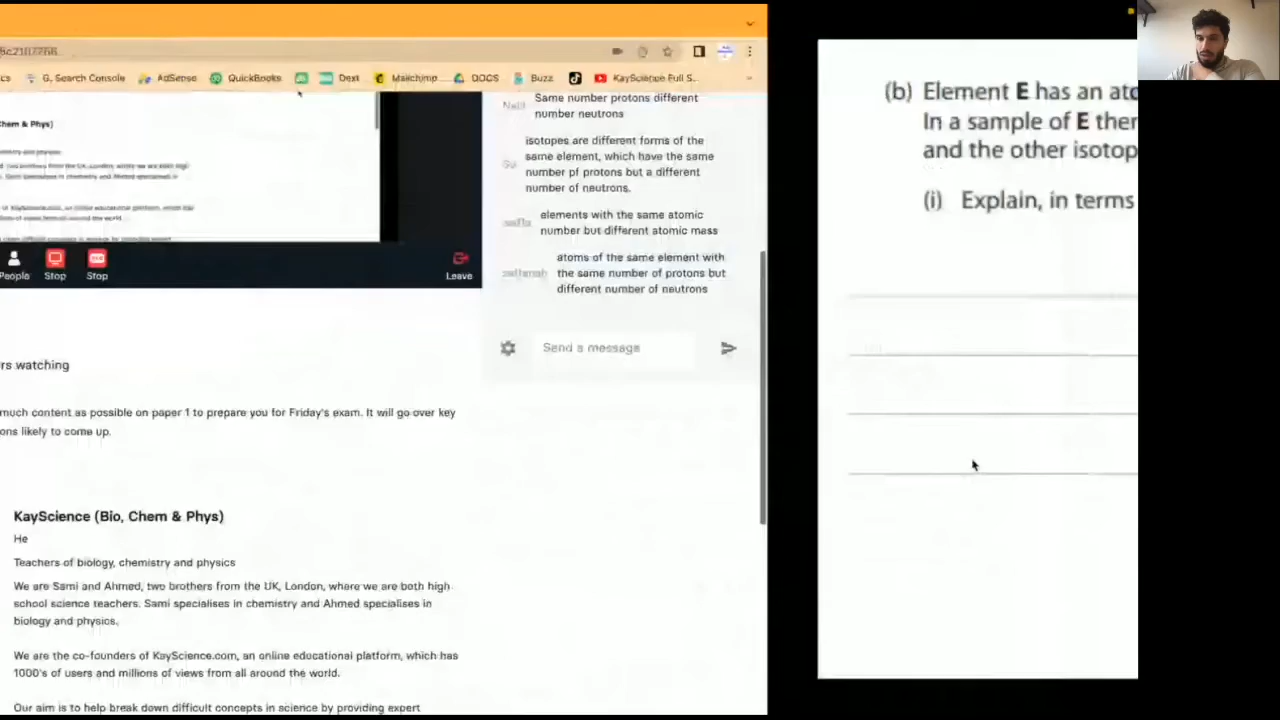 G, Search Console
AdSense
QuickBooks
Dext
Mailchimp
DOCS
Buzz
KayScience Full S...
Chem & Phys)
People
Stop
Stop
Leave
Same number protons different
number neutrons
isotopes are different forms of the
same element, which have the same
number pf protons but a different
number of neutrons.
elements with the same atomic
number but different atomic mass
atoms of the same element with
the same number of protons but
different number of neutrons
Send a message
rs watching
much content as possible on paper 1 to prepare you for Friday's exam. It will go over key
ons likely to come up.
KayScience (Bio, Chem & Phys)
He
Teachers of biology, chemistry and physics
We are Sami and Ahmed, two brothers from the UK, London, where we are both high
school science teachers. Sami specialises in chemistry and Ahmed specialises in
biology and physics.
We are the co-founders of KayScience.com, an online educational platform, which has
1000's of users and millions of views from all around the world.
Our aim is to help break down difficult concepts in science by providing expert
(b) Element E has an ato
In a sample of E ther
and the other isotop
(i) Explain, in terms